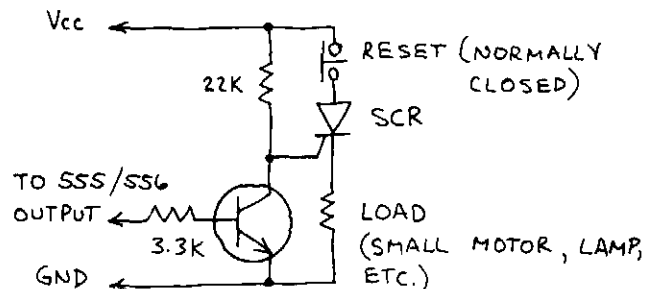 Vcc
RESET (NORMALLY
CLOSED)
22K
SCR
TO 555/556
OUTPUT
3.3K
LOAD
(SMALL MOTOR, LAMP,
ETC.)
GND